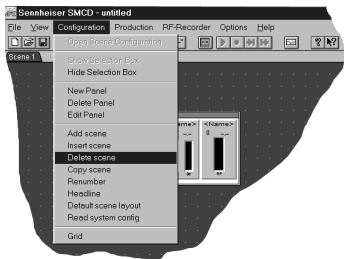 Sennheiser SMCD - untitled
File View Configuration Production RF-Recorder Options Help
Open Scene Configuration
Scene 1
Show Selection Box
Hide Selection Box
New Panel
Delete Panel
Edit Panel
Add scene
Insert scene
Delete scene
Copy scene
Renumber
Headline
Default scene layout
Read system config
Grid
<Name>